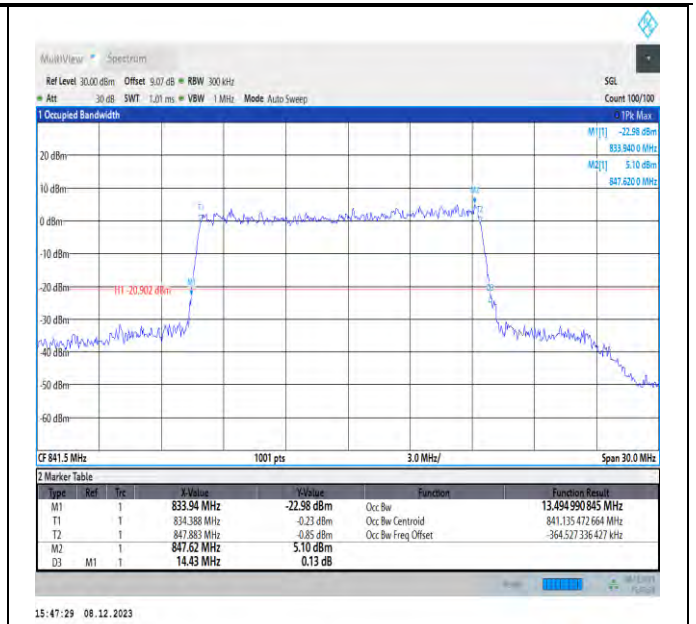 MultiView Spectrum
Ref Level 30.00 dBm Offset 9.07 dB RBW 300 kHz SGL
Att 30 dB SWT 1.01 ms VBW 1 MHz Mode Auto Sweep Count 100/100
1 Occupied Bandwidth 1Pk Max
M1[1] -22.98 dBm
833.940 0 MHz
20 dBm
M2[1] 5.10 dBm
847.620 0 MHz
10 dBm
M2
T1
T2
0 dBm
-10 dBm
-20 dBm
H1 -20.902 dBm
M1
D3
-30 dBm
-40 dBm
-50 dBm
-60 dBm
CF 841.5 MHz 1001 pts 3.0 MHz/ Span 30.0 MHz
2 Marker Table
Type Ref Trc X-Value Y-Value Function Function Result
M1 1 833.94 MHz -22.98 dBm Occ Bw 13.494 990 845 MHz
T1 1 834.388 MHz -0.23 dBm Occ Bw Centroid 841.135 472 664 MHz
T2 1 847.883 MHz -0.85 dBm Occ Bw Freq Offset -364.527 336 427 kHz
M2 1 847.62 MHz 5.10 dBm
D3 M1 1 14.43 MHz 0.13 dB
15:47:29 08.12.2023